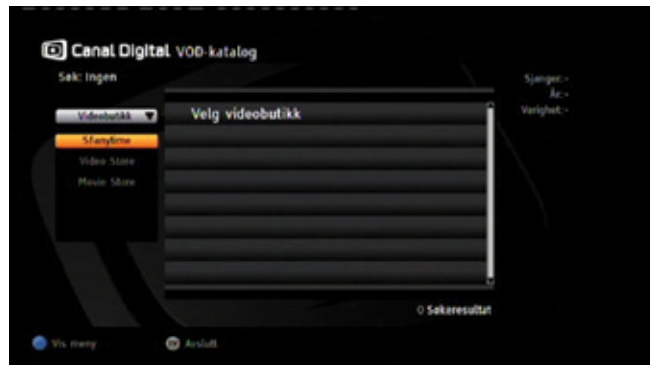 Canal Digital VOD-katalog
Søk: Ingen
Sjanger:-
År:-
Varighet:-
Videobutikk
Velg videobutikk
SFanytime
Video Store
Movie Store
0 Søkeresultat
Vis meny
TV Avslutt